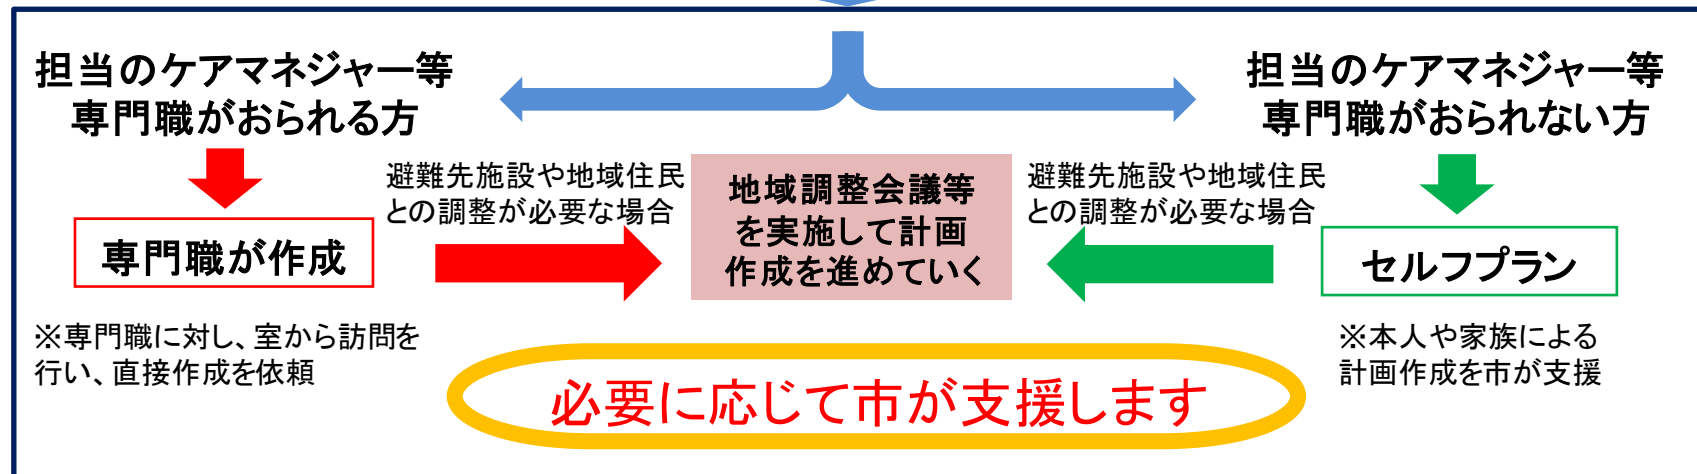 担当のケアマネジャー等
専門職がおられる方
専門職が作成
※専門職に対し、室から訪問を
行い、直接作成を依頼
避難先施設や地域住民
との調整が必要な場合
地域調整会議等
を実施して計画
作成を進めていく
避難先施設や地域住民
との調整が必要な場合
担当のケアマネジャー等
専門職がおられない方
セルフプラン
※本人や家族による
計画作成を市が支援
必要に応じて市が支援します